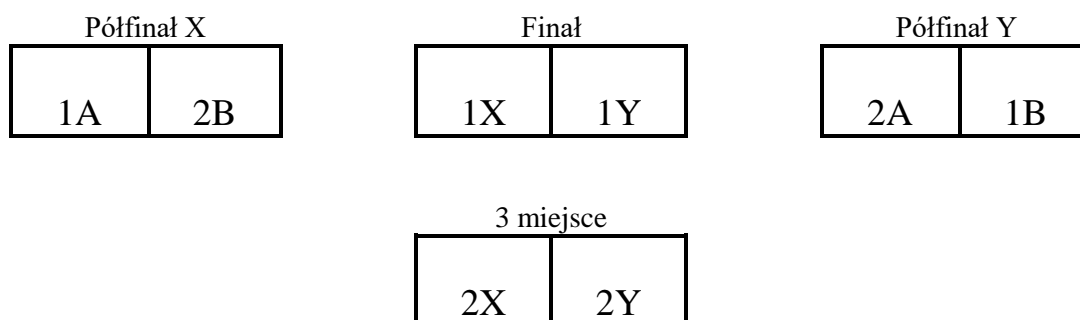 Półfinał X Finał Półfinał Y
1A 2B 1X 1Y 2A 1B
3 miejsce
2X 2Y